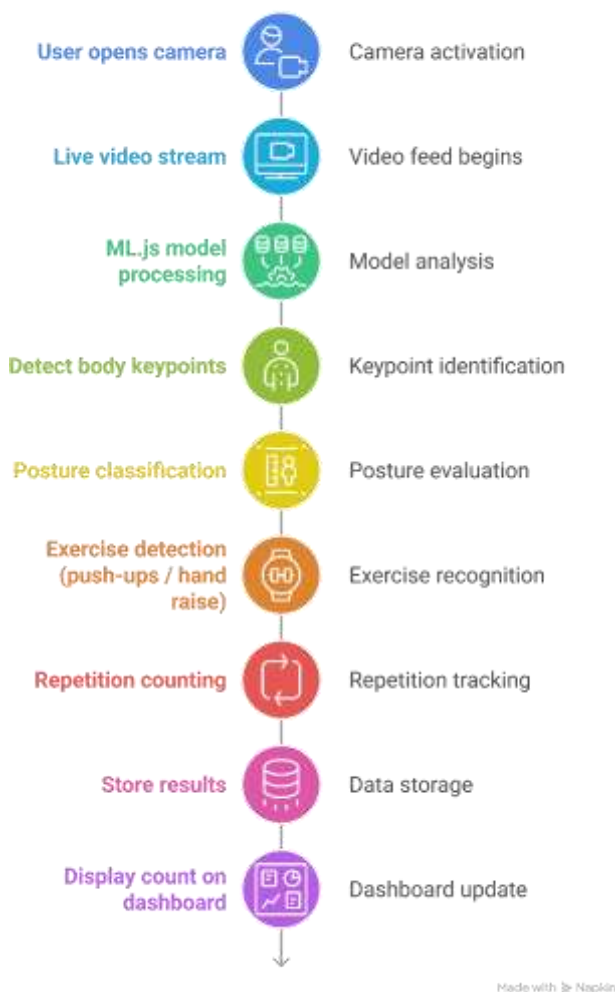 User opens camera
Camera activation
Live video stream
Video feed begins
ML.js model
processing
Model analysis
Detect body keypoints
Keypoint identification
Posture classification
Posture evaluation
Exercise detection
(push-ups / hand
raise)
Exercise recognition
Repetition counting
Repetition tracking
Store results
Data storage
Display count on
dashboard
Dashboard update
Made with Napkin